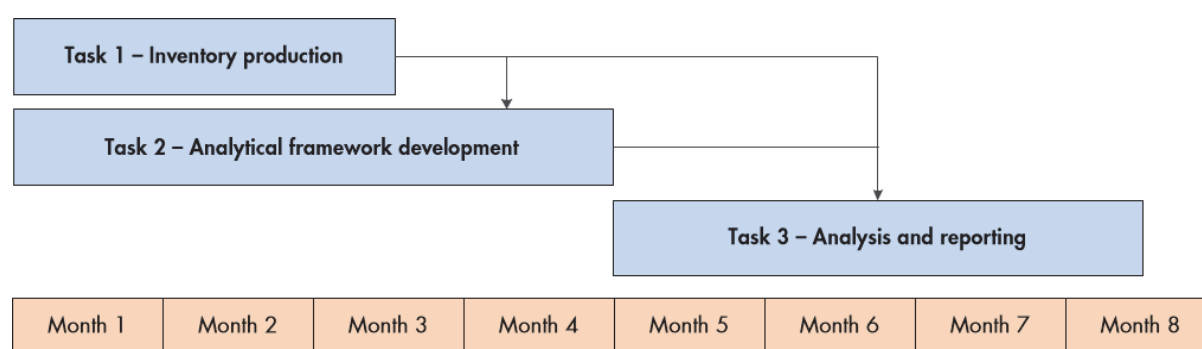 Task 1 – Inventory production
Task 2 – Analytical framework development
Task 3 – Analysis and reporting
Month 1 Month 2 Month 3 Month 4 Month 5 Month 6 Month 7 Month 8